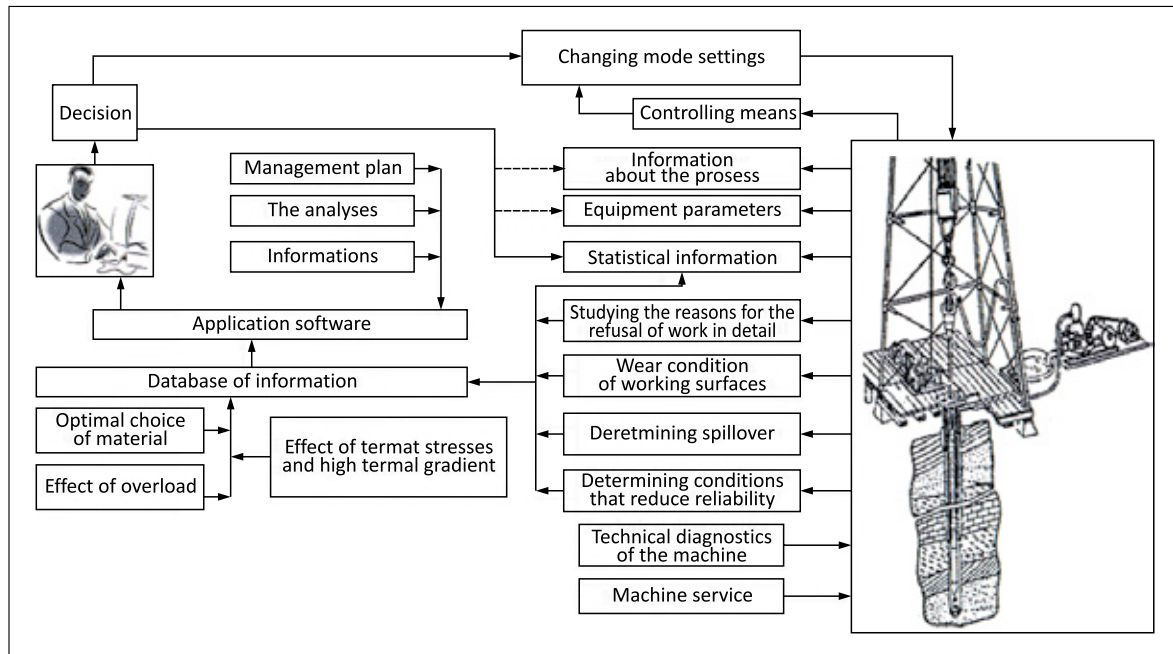 Changing mode settings
Decision
Controlling means
Management plan
The analyses
Informations
Information
about the prosess
Equipment parameters
Statistical information
Application software
Studying the reasons for the
refusal of work in detail
Database of information
Wear condition
of working surfaces
Optimal choice
of material
Effect of termat stresses
and high termal gradient
Deretmining spillover
Effect of overload
Determining conditions
that reduce reliability
Technical diagnostics
of the machine
Machine service